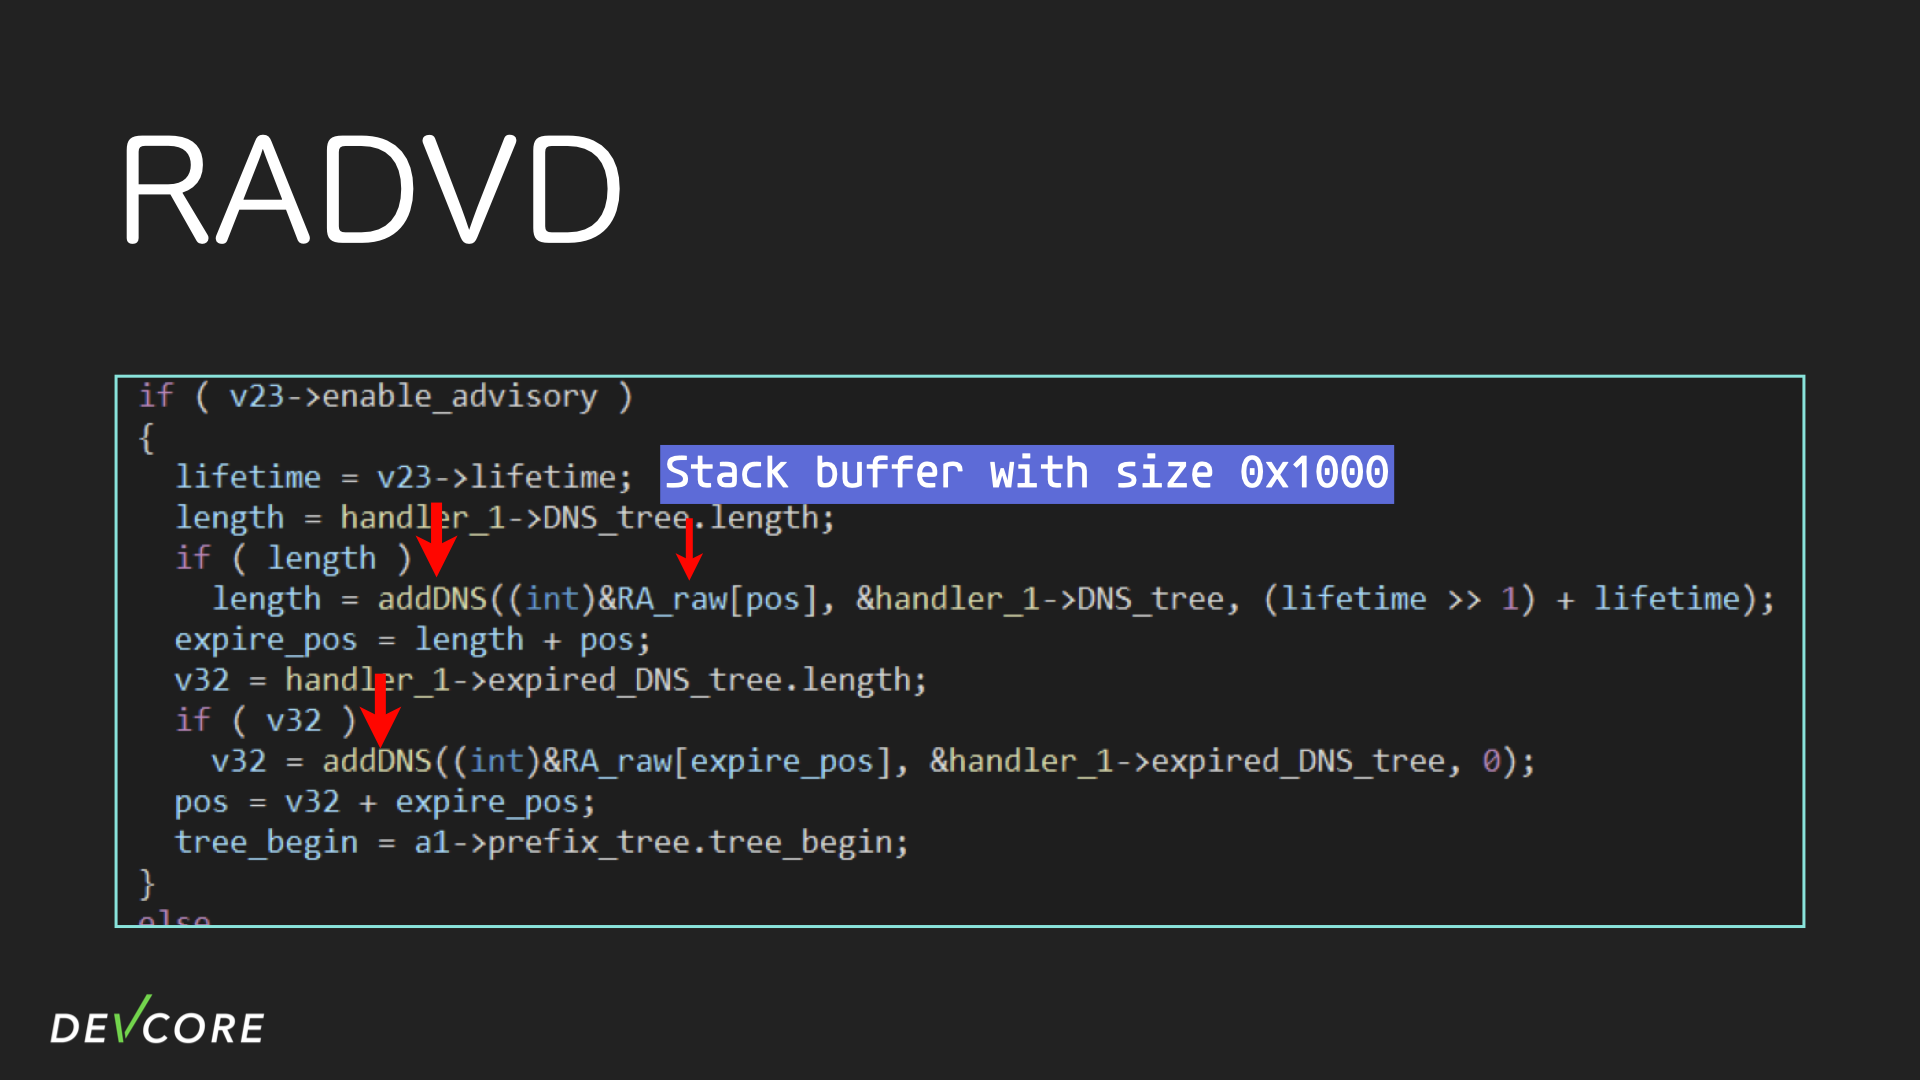 RADVD
if ( v23->enable_advisory )
{
lifetime = v23->lifetime;
Stack buffer with size 0x1000
length = handler_1->DNS_tree.length;
if ( length )
length = addDNS((int)&RA_raw[pos], &handler_1->DNS_tree, (lifetime >> 1) + lifetime);
expire_pos = length + pos;
v32 = handler_1->expired_DNS_tree.length;
if ( v32 )
v32 = addDNS((int)&RA_raw[expire_pos], &handler_1->expired_DNS_tree, 0);
pos = v32 + expire_pos;
tree_begin = a1->prefix_tree.tree_begin;
}
else
DEVCORE